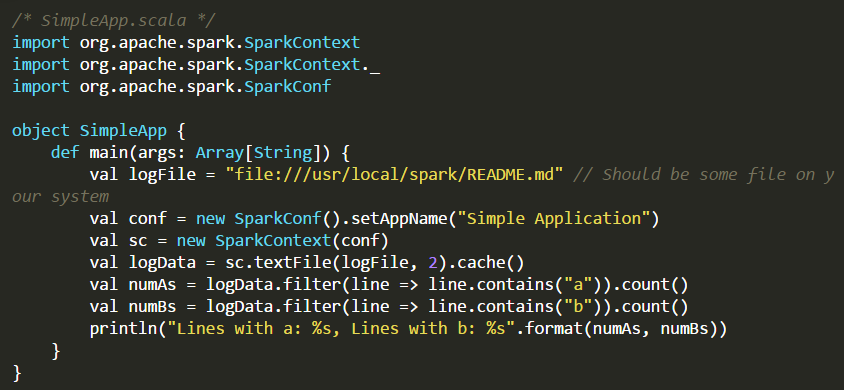 /* SimpleApp.scala */
import org.apache.spark.SparkContext
import org.apache.spark.SparkContext._
import org.apache.spark.SparkConf

object SimpleApp {
    def main(args: Array[String]) {
        val logFile = "file:///usr/local/spark/README.md" // Should be some file on y
our system
        val conf = new SparkConf().setAppName("Simple Application")
        val sc = new SparkContext(conf)
        val logData = sc.textFile(logFile, 2).cache()
        val numAs = logData.filter(line => line.contains("a")).count()
        val numBs = logData.filter(line => line.contains("b")).count()
        println("Lines with a: %s, Lines with b: %s".format(numAs, numBs))
    }
}